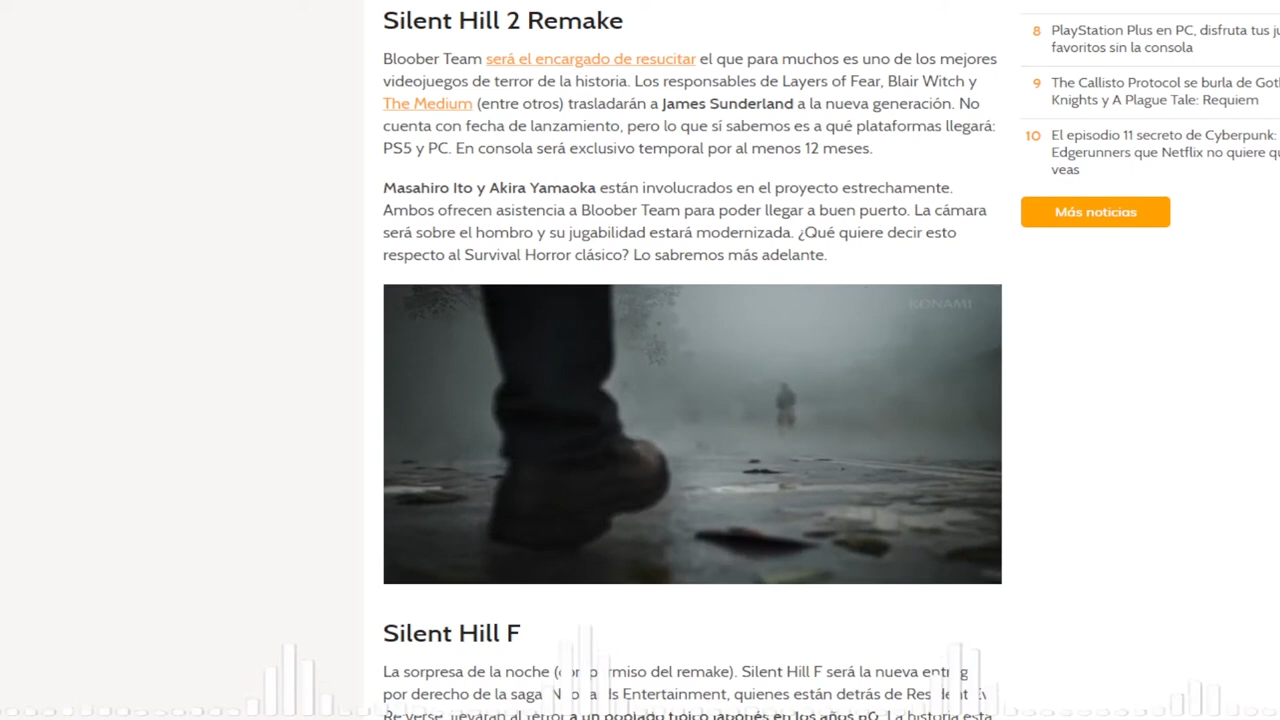 Silent Hill 2 Remake
Bloober Team será el encargado de resucitar el que para muchos es uno de los mejores
videojuegos de terror de la historia. Los responsables de Layers of Fear, Blair Witch y
The Medium (entre otros) trasladarán a James Sunderland a la nueva generación. No
cuenta con fecha de lanzamiento, pero lo que sí sabemos es a qué plataformas llegará:
PS5 y PC. En consola será exclusivo temporal por al menos 12 meses.
Masahiro Ito y Akira Yamaoka están involucrados en el proyecto estrechamente.
Ambos ofrecen asistencia a Bloober Team para poder llegar a buen puerto. La cámara
será sobre el hombro y su jugabilidad estará modernizada. ¿Qué quiere decir esto
respecto al Survival Horror clásico? Lo sabremos más adelante.
KONAMI
Silent Hill F
La sorpresa de la noche (con permiso del remake). Silent Hill F será la nueva
por derecho de la saga. Entertainment, quienes están detrás de
llevarán al terror a un poblado típico japonés en los años 60. La historia está
8 PlayStation Plus en PC, disfruta tus
favoritos sin la consola
9 The Callisto Protocol se burla de
Knights y A Plague Tale: Requiem
10 El episodio 11 secreto de Cyberpunk:
Edgerunners que Netflix no quiere
veas
Más noticias